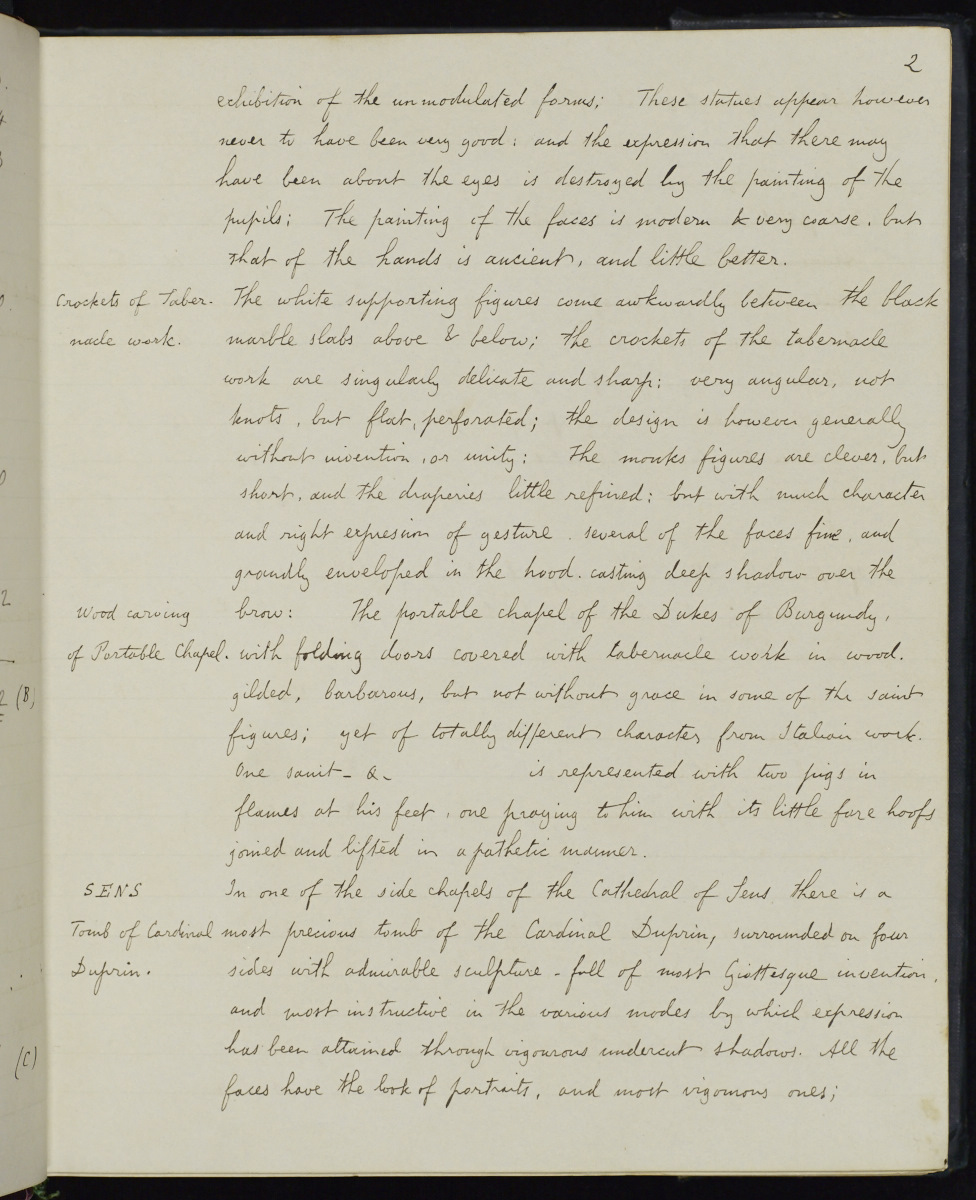 2
exhibition of the unmodulated forms; These statues appear however
never to have been very good: and the expression that there may
have been about the eyes is destroyed by the painting of the
pupils; The painting of the faces is modern & very coarse, but
that of the hands is ancient, and little better.
Crockets of Taber-
nacle work.
The white supporting figures come awkwardly between the black
marble slabs above & below; the crockets of the tabernacle
work are singularly delicate and sharp; very angular, not
knots, but flat, perforated; the design is however generally
without invention, or unity; The monks figures are clever, but
short, and the draperies little refined; but with much character
and right expression of gesture. several of the faces fine, and
grandly enveloped in the hood. casting deep shadow over the
Wood carving
of Portable Chapel.
brow: The portable chapel of the Dukes of Burgundy,
with folding doors covered with tabernacle work in wood.
gilded, barbarous, but not without grace in some of the saint
figures; yet of totally different character from Italian work.
One saint - a - is represented with two pigs in
flames at his feet, one praying to him with its little fore hoofs
joined and lifted in a pathetic manner.
SENS
Tomb of Cardinal
Duprin.
In one of the side chapels of the Cathedral of Sens there is a
most precious tomb of the Cardinal Duprin, surrounded on four
sides with admirable sculpture - full of most Giottesque invention,
and most instructive in the various modes by which expression
has been attained through vigourous undercut shadows. All the
faces have the look of portraits, and most vigorous ones;
2 (B)
(C)